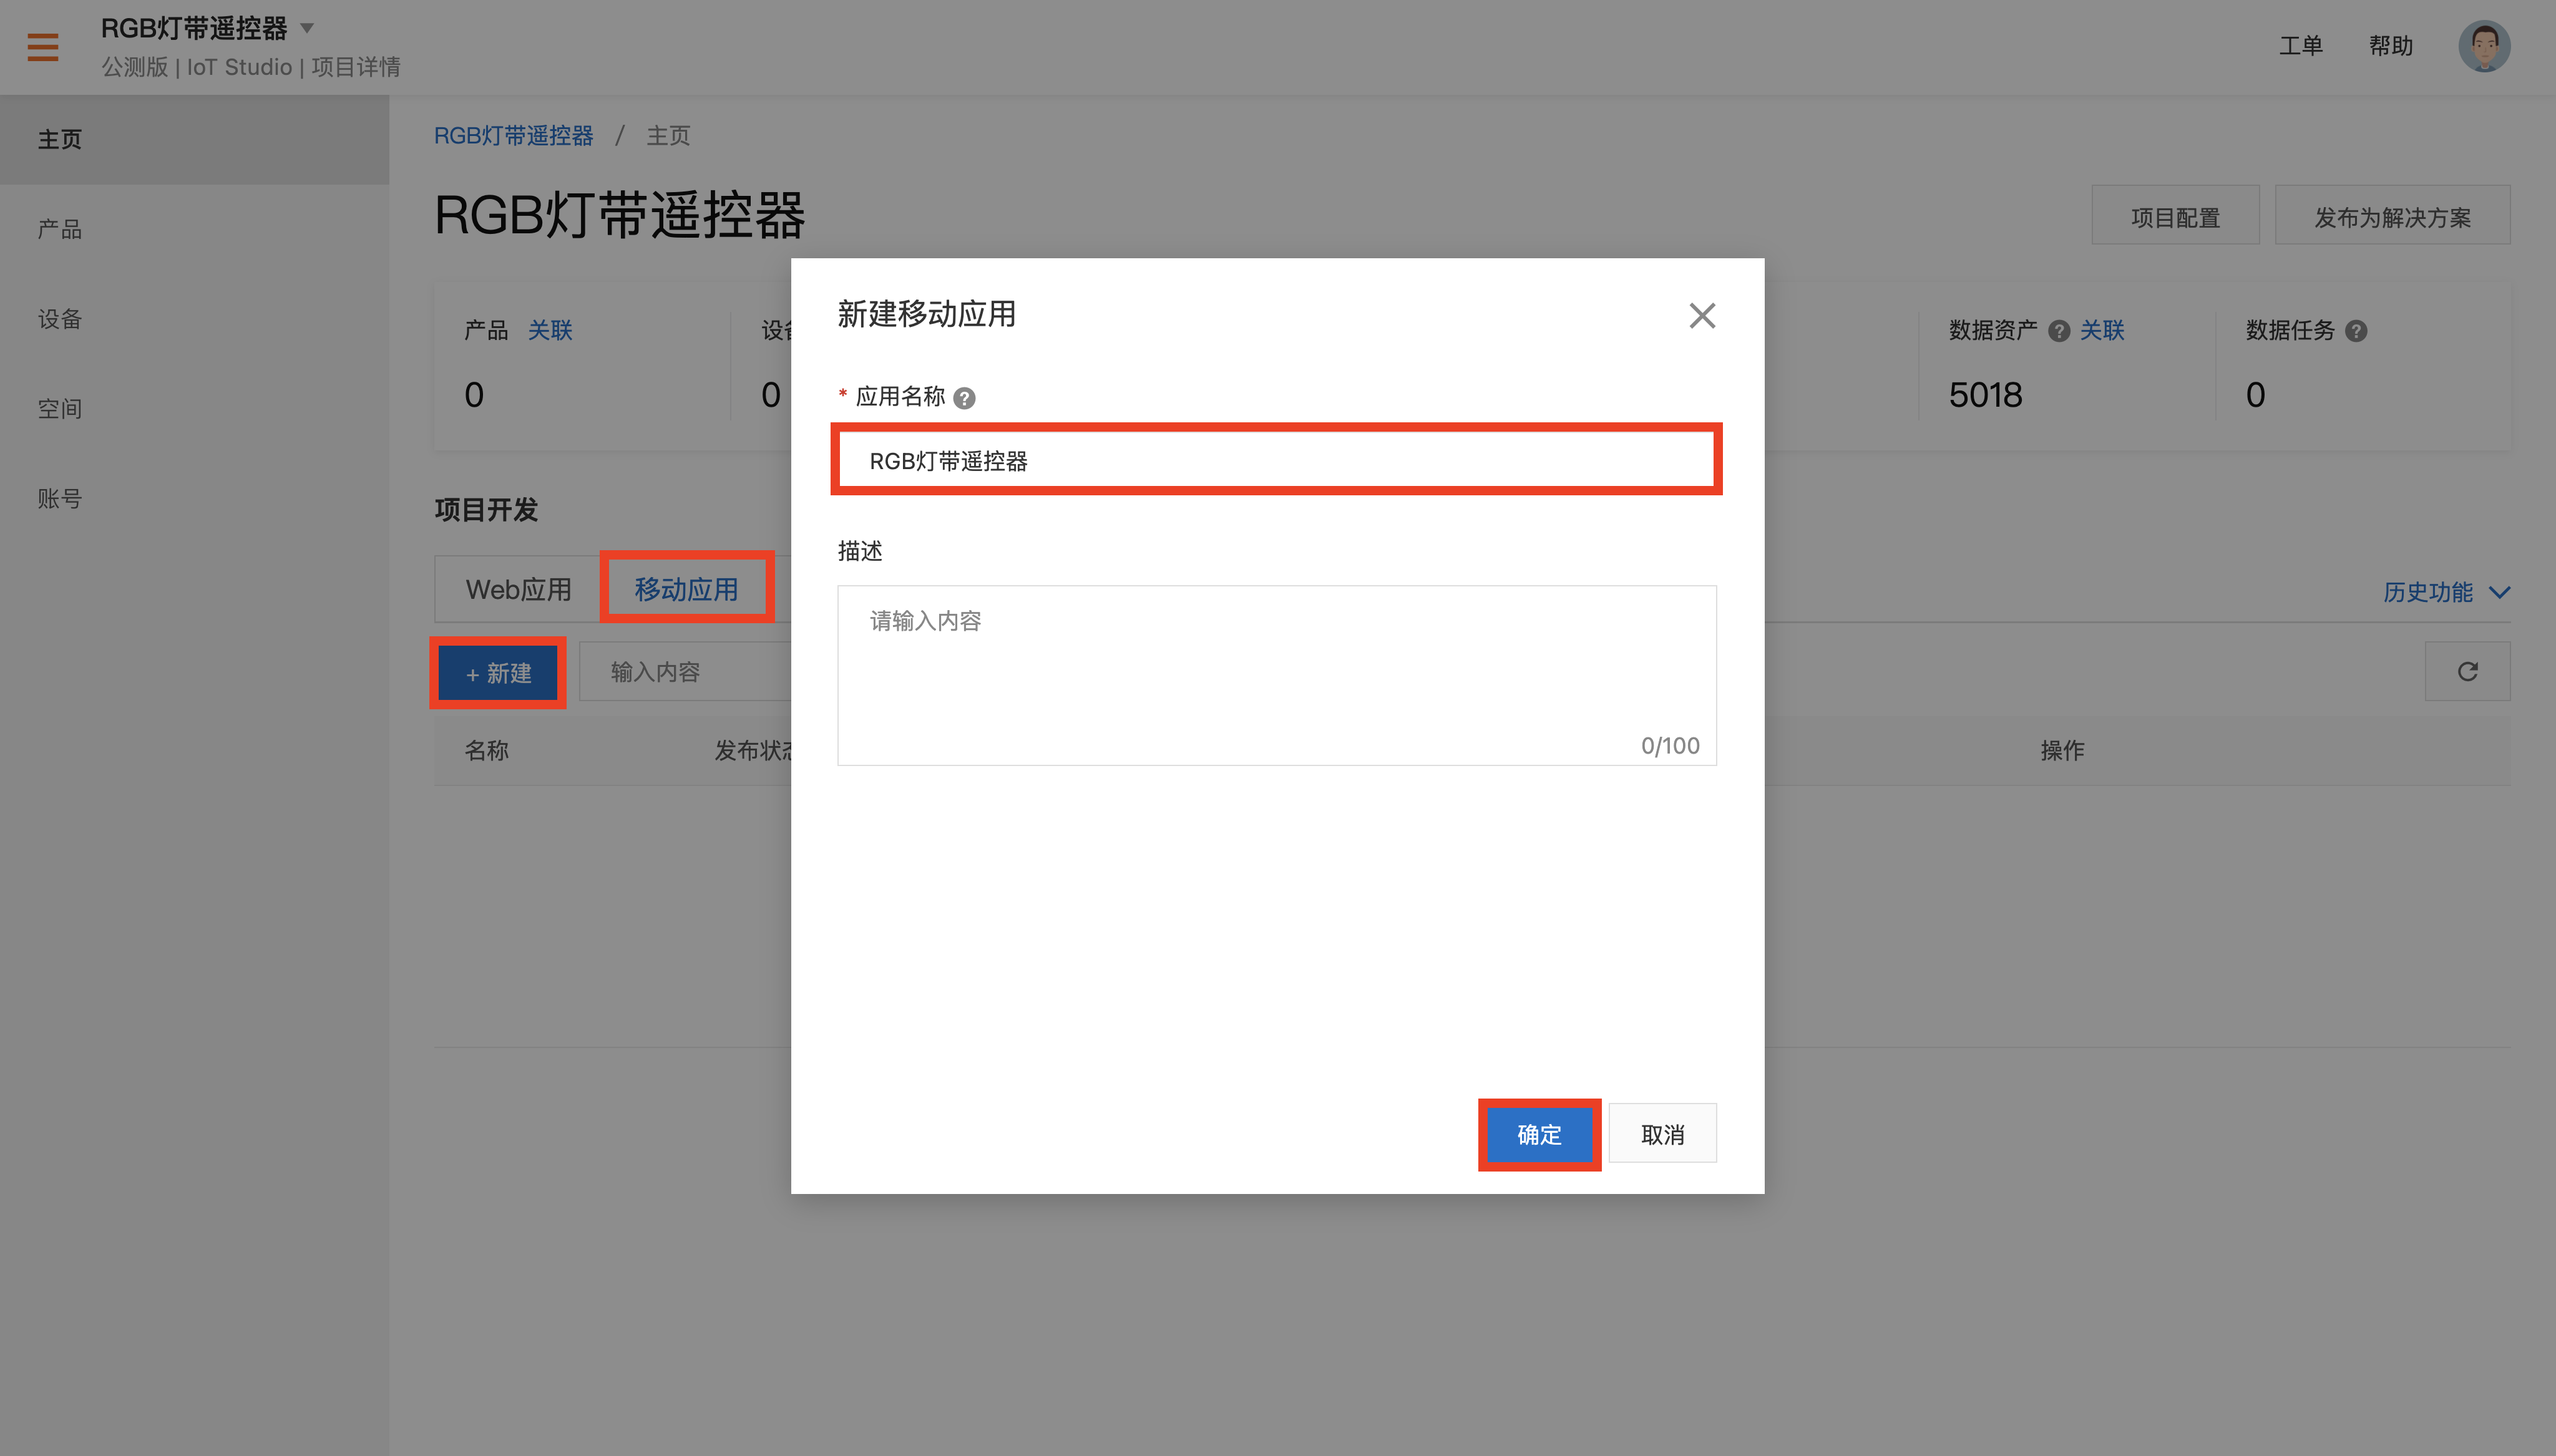 RGB灯带遥控器
公测版 | IoT Studio | 项目详情
工单
帮助
主页
产品
设备
空间
账号
RGB灯带遥控器 / 主页
RGB灯带遥控器
项目配置
发布为解决方案
产品 关联
0
设备
0
数据资产 ? 关联
5018
数据任务 ?
0
项目开发
Web应用
移动应用
历史功能
+ 新建
输入内容
名称
发布状态
操作
新建移动应用
* 应用名称 ?
RGB灯带遥控器
描述
请输入内容
0/100
确定
取消